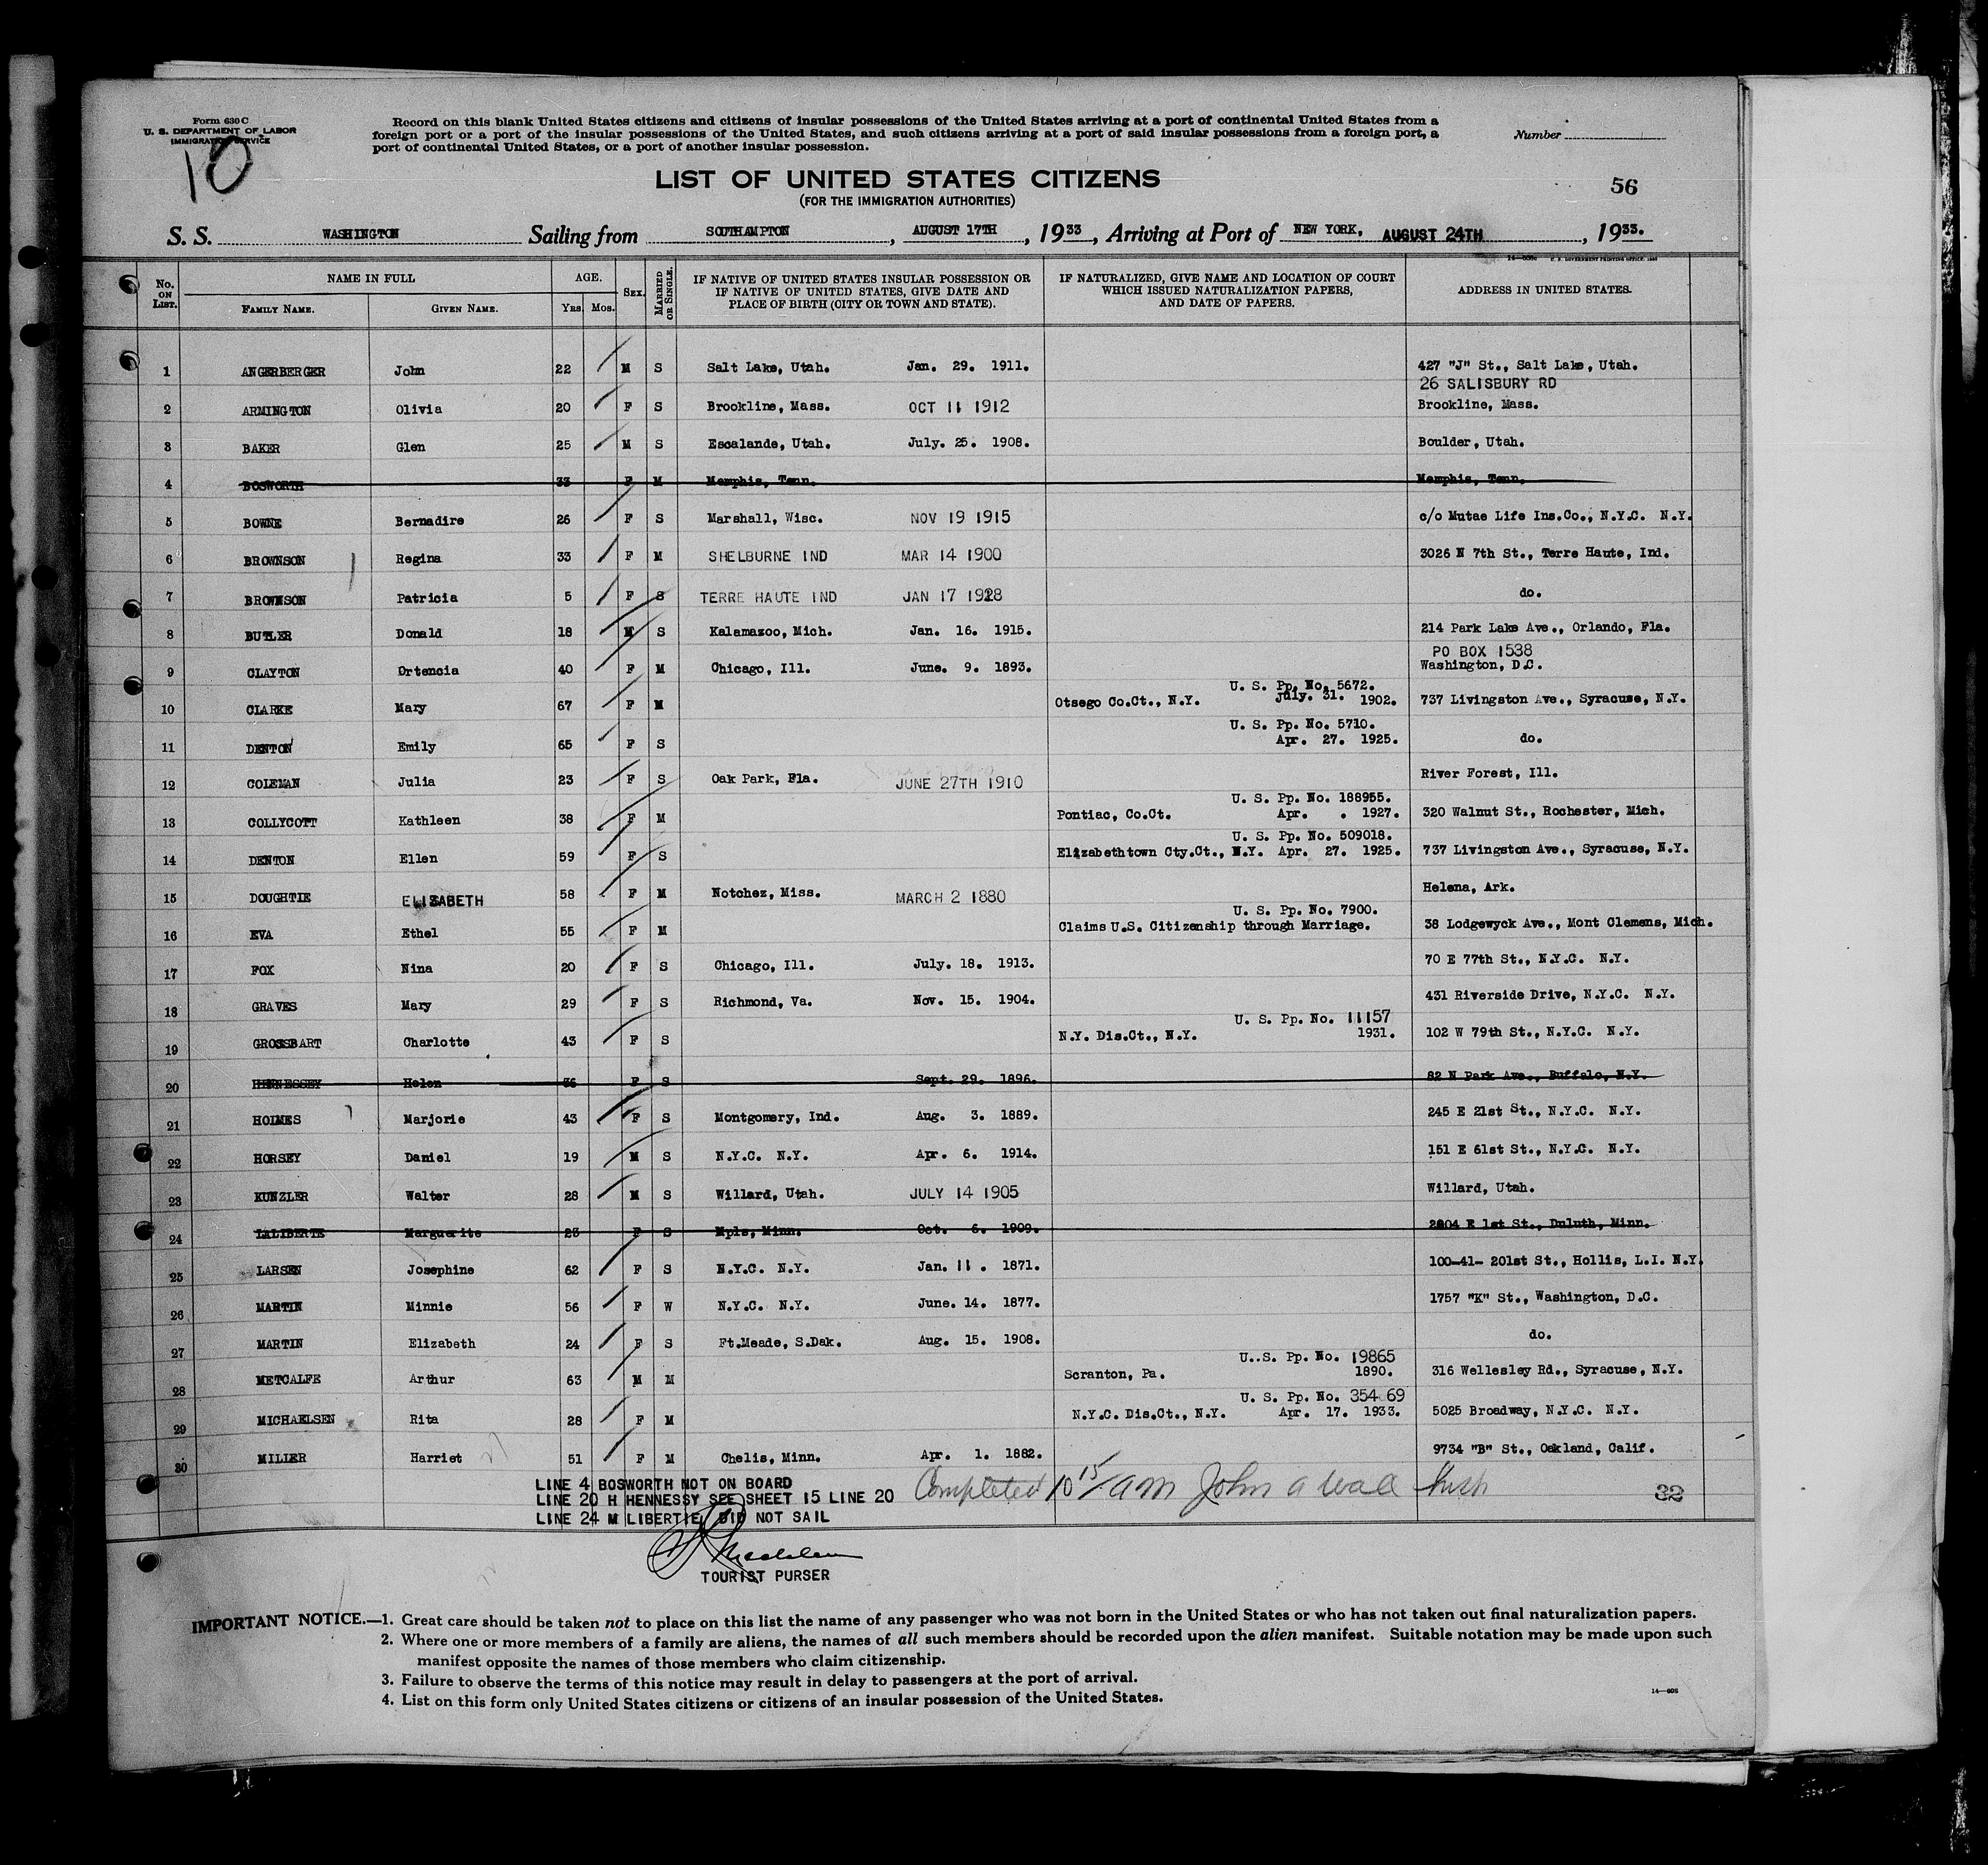 Form 630 C
U. S. DEPARTMENT OF LABOR
IMMIGRATION SERVICE
10
Record on this blank United States citizens and citizens of insular possessions of the United States arriving at a port of continental United States from a
foreign port or a port of the insular possessions of the United States, and such citizens arriving at a port of said insular possessions from a foreign port, a
port of continental United States, or a port of another insular possession.
Number
LIST OF UNITED STATES CITIZENS
(FOR THE IMMIGRATION AUTHORITIES)
56
S. S. WASHINGTON Sailing from SOUTHAMPTON, AUGUST 17TH, 1933, Arriving at Port of NEW YORK, AUGUST 24TH, 1933.
No. ON LIST. NAME IN FULL FAMILY NAME. GIVEN NAME. AGE. YRS. MOS. SEX. MARRIED OR SINGLE. IF NATIVE OF UNITED STATES INSULAR POSSESSION OR IF NATIVE OF UNITED STATES, GIVE DATE AND PLACE OF BIRTH (CITY OR TOWN AND STATE). IF NATURALIZED, GIVE NAME AND LOCATION OF COURT WHICH ISSUED NATURALIZATION PAPERS, AND DATE OF PAPERS. ADDRESS IN UNITED STATES.
1 ANGERBERGER John 22 M S Salt Lake, Utah. Jan. 29. 1911. 427 "J" St., Salt Lake, Utah.
26 SALISBURY RD
2 ARMINGTON Olivia 20 F S Brookline, Mass. OCT 11 1912 Brookline, Mass.
3 BAKER Glen 25 M S Escalande, Utah. July. 25. 1908. Boulder, Utah.
4 BOSWORTH 33 F M Memphis, Tenn. Memphis, Tenn.
5 BOWNE Bernadire 26 F S Marshall, Wisc. NOV 19 1915 c/o Mutae Life Ins.Co., N.Y.C. N.Y.
6 BROWNSON Regina 33 F M SHELBURNE IND MAR 14 1900 3026 N 7th St., Terre Haute, Ind.
7 BROWNSON Patricia 5 F S TERRE HAUTE IND JAN 17 1928 do.
8 BUTLER Donald 18 M S Kalamazoo, Mich. Jan. 16. 1915. 214 Park Lake Ave., Orlando, Fla.
PO BOX 1538
9 CLAYTON Ortencia 40 F M Chicago, Ill. June. 9. 1893. Washington, D.C.
U. S. Pp. No. 5672.
10 CLARKE Mary 67 F M Otsego Co.Ct., N.Y. July. 31. 1902. 737 Livingston Ave., Syracuse, N.Y.
U. S. Pp. No. 5710.
11 DENTON Emily 65 F S Apr. 27. 1925. do.
12 COLEMAN Julia 23 F S Oak Park, Fla. JUNE 27TH 1910 River Forest, Ill.
U. S. Pp. No. 188955.
13 COLLYCOTT Kathleen 38 F M Pontiac, Co.Ct. Apr. . 1927. 320 Walnut St., Rochester, Mich.
U. S. Pp. No. 509018.
14 DENTON Ellen 59 F S Elizabethtown Cty.Ct., N.Y. Apr. 27. 1925. 737 Livingston Ave., Syracuse, N.Y.
15 DOUGHTIE ELIZABETH 58 F M Notchez, Miss. MARCH 2 1880 Helena, Ark.
U. S. Pp. No. 7900.
16 EVA Ethel 55 F M Claims U.S. Citizenship through Marriage. 38 Lodgewyck Ave., Mont Clemens, Mich.
17 FOX Nina 20 F S Chicago, Ill. July. 18. 1913. 70 E 77th St., N.Y.C. N.Y.
18 GRAVES Mary 29 F S Richmond, Va. Nov. 15. 1904. 431 Riverside Drive, N.Y.C. N.Y.
U. S. Pp. No. 11157
19 GROSSBART Charlotte 43 F S N.Y. Dis.Ct., N.Y. 1931. 102 W 79th St., N.Y.C. N.Y.
20 HENNESSEY Helen 36 F S Sept. 29. 1896. 82 N Park Ave., Buffalo, N.Y.
21 HOLMES Marjorie 43 F S Montgomery, Ind. Aug. 3. 1889. 245 E 21st St., N.Y.C. N.Y.
22 HORSEY Daniel 19 M S N.Y.C. N.Y. Apr. 6. 1914. 151 E 61st St., N.Y.C. N.Y.
23 KUNZLER Walter 28 M S Willard, Utah. JULY 14 1905 Willard, Utah.
24 LALIBERTE Marguerite 23 F S Mpls, Minn. Oct. 6. 1909. 2804 E 1st St., Duluth, Minn.
25 LARSEN Josephine 62 F S N.Y.C. N.Y. Jan. 11. 1871. 100-41- 201st St., Hollis, L.I. N.Y.
26 MARTIN Minnie 56 F W N.Y.C. N.Y. June. 14. 1877. 1757 "K" St., Washington, D.C.
27 MARTIN Elizabeth 24 F S Ft.Meade, S.Dak. Aug. 15. 1908. do.
U..S. Pp. No. 19865
28 METCALFE Arthur 63 M M Scranton, Pa. 1890. 316 Wellesley Rd., Syracuse, N.Y.
U. S. Pp. No. 354 69
29 MICHAELSEN Rita 28 F M N.Y.C. Dis.Ct., N.Y. Apr. 17. 1933. 5025 Broadway, N.Y.C. N.Y.
30 MILLER Harriet 51 F M Chelis, Minn. Apr. 1. 1882. 9734 "B" St., Oakland, Calif.
LINE 4 BOSWORTH NOT ON BOARD
LINE 20 H HENNESSY SEE SHEET 15 LINE 20
LINE 24 M LIBERTIE DID NOT SAIL
Completed 10 15 am John a Wall
32
TOURIST PURSER
IMPORTANT NOTICE.—1. Great care should be taken not to place on this list the name of any passenger who was not born in the United States or who has not taken out final naturalization papers.
2. Where one or more members of a family are aliens, the names of all such members should be recorded upon the alien manifest. Suitable notation may be made upon such
manifest opposite the names of those members who claim citizenship.
3. Failure to observe the terms of this notice may result in delay to passengers at the port of arrival.
4. List on this form only United States citizens or citizens of an insular possession of the United States.